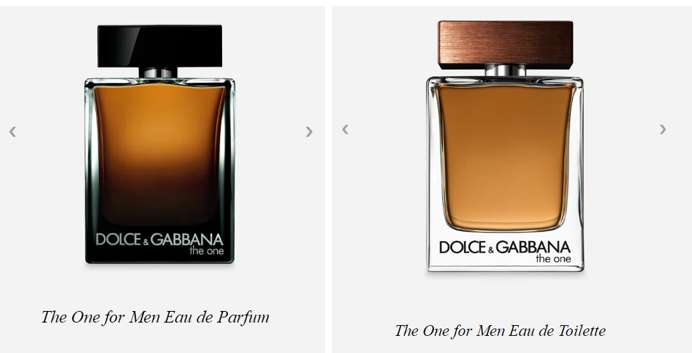 DOLCE & GABBANA
the one
The One for Men Eau de Parfum
DOLCE & GABBANA
the one
The One for Men Eau de Toilette